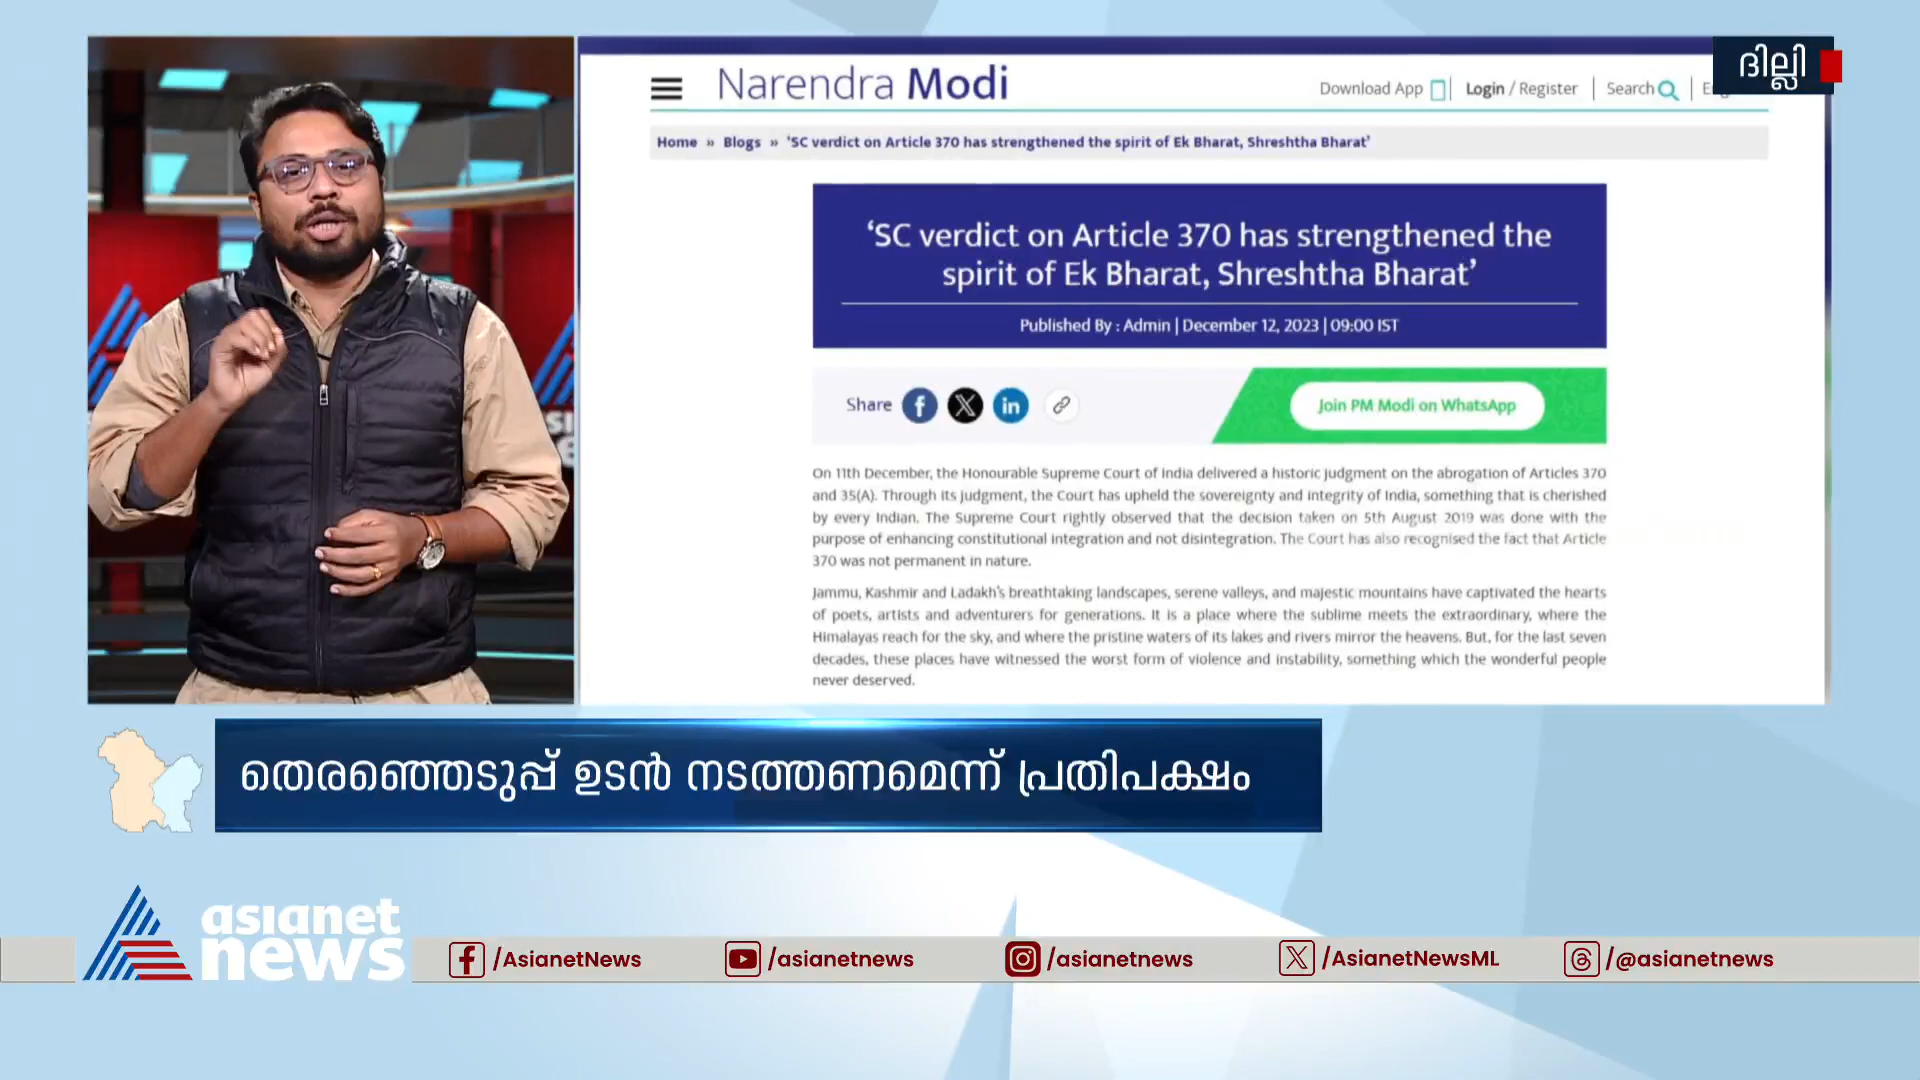 Narendra Modi
Download App | Login / Register | Search |
ദില്ലി
Home » Blogs » ‘SC verdict on Article 370 has strengthened the spirit of Ek Bharat, Shreshtha Bharat’
‘SC verdict on Article 370 has strengthened the
spirit of Ek Bharat, Shreshtha Bharat’
Published By : Admin | December 12, 2023 | 09:00 IST
Share
Join PM Modi on WhatsApp
On 11th December, the Honourable Supreme Court of India delivered a historic judgment on the abrogation of Articles 370
and 35(A). Through its judgment, the Court has upheld the sovereignty and integrity of India, something that is cherished
by every Indian. The Supreme Court rightly observed that the decision taken on 5th August 2019 was done with the
purpose of enhancing constitutional integration and not disintegration. The Court has also recognised the fact that Article
370 was not permanent in nature.
Jammu, Kashmir and Ladakh’s breathtaking landscapes, serene valleys, and majestic mountains have captivated the hearts
of poets, artists and adventurers for generations. It is a place where the sublime meets the extraordinary, where the
Himalayas reach for the sky, and where the pristine waters of its lakes and rivers mirror the heavens. But, for the last seven
decades, these places have witnessed the worst form of violence and instability, something which the wonderful people
never deserved.
തെരഞ്ഞെടുപ്പ് ഉടൻ നടത്തണമെന്ന് പ്രതിപക്ഷം
asianet
news
/AsianetNews /asianetnews /asianetnews /AsianetNewsML /@asianetnews